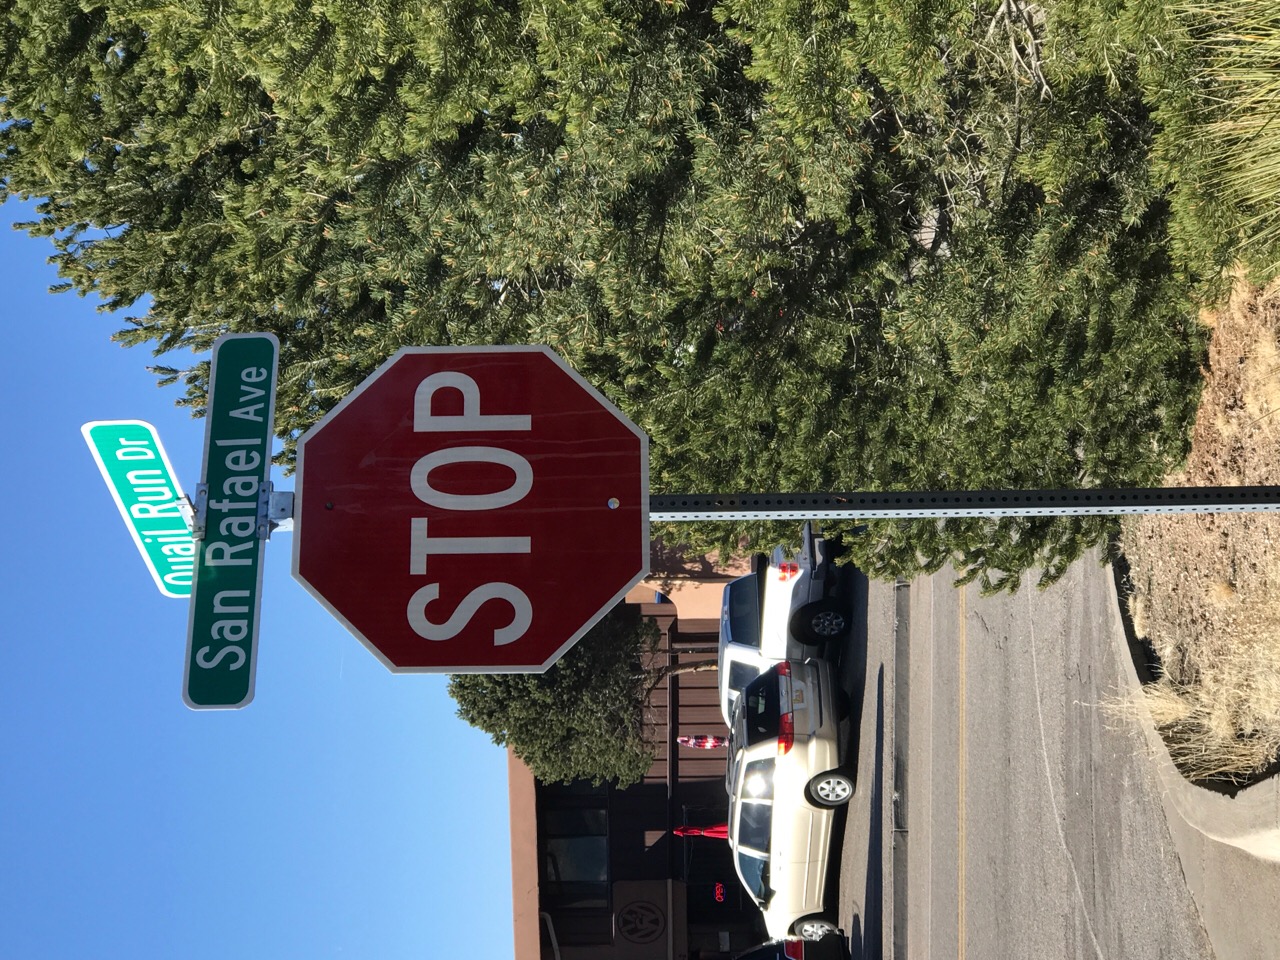 Quail Run Dr
San Rafael Ave
STOP
OPEN